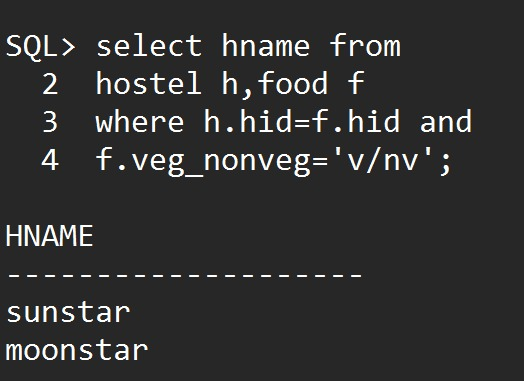 SQL> select hname from
2 hostel h,food f
3 where h.hid=f.hid and
4 f.veg_nonveg='v/nv';
HNAME
--------------------
sunstar
moonstar